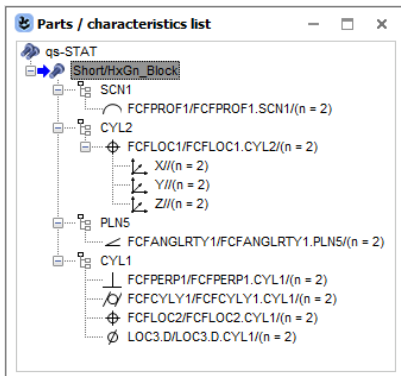 Parts / characteristics list
qs-STAT
Short/HxGn_Block
SCN1
FCFPROF1/FCFPROF1.SCN1/(n = 2)
CYL2
FCFLOC1/FCFLOC1.CYL2/(n = 2)
X//(n = 2)
Y//(n = 2)
Z//(n = 2)
PLN5
FCFANGLRTY1/FCFANGLRTY1.PLN5/(n = 2)
CYL1
FCFPERP1/FCFPERP1.CYL1/(n = 2)
FCFCYLY1/FCFCYLY1.CYL1/(n = 2)
FCFLOC2/FCFLOC2.CYL1/(n = 2)
LOC3.D/LOC3.D.CYL1/(n = 2)